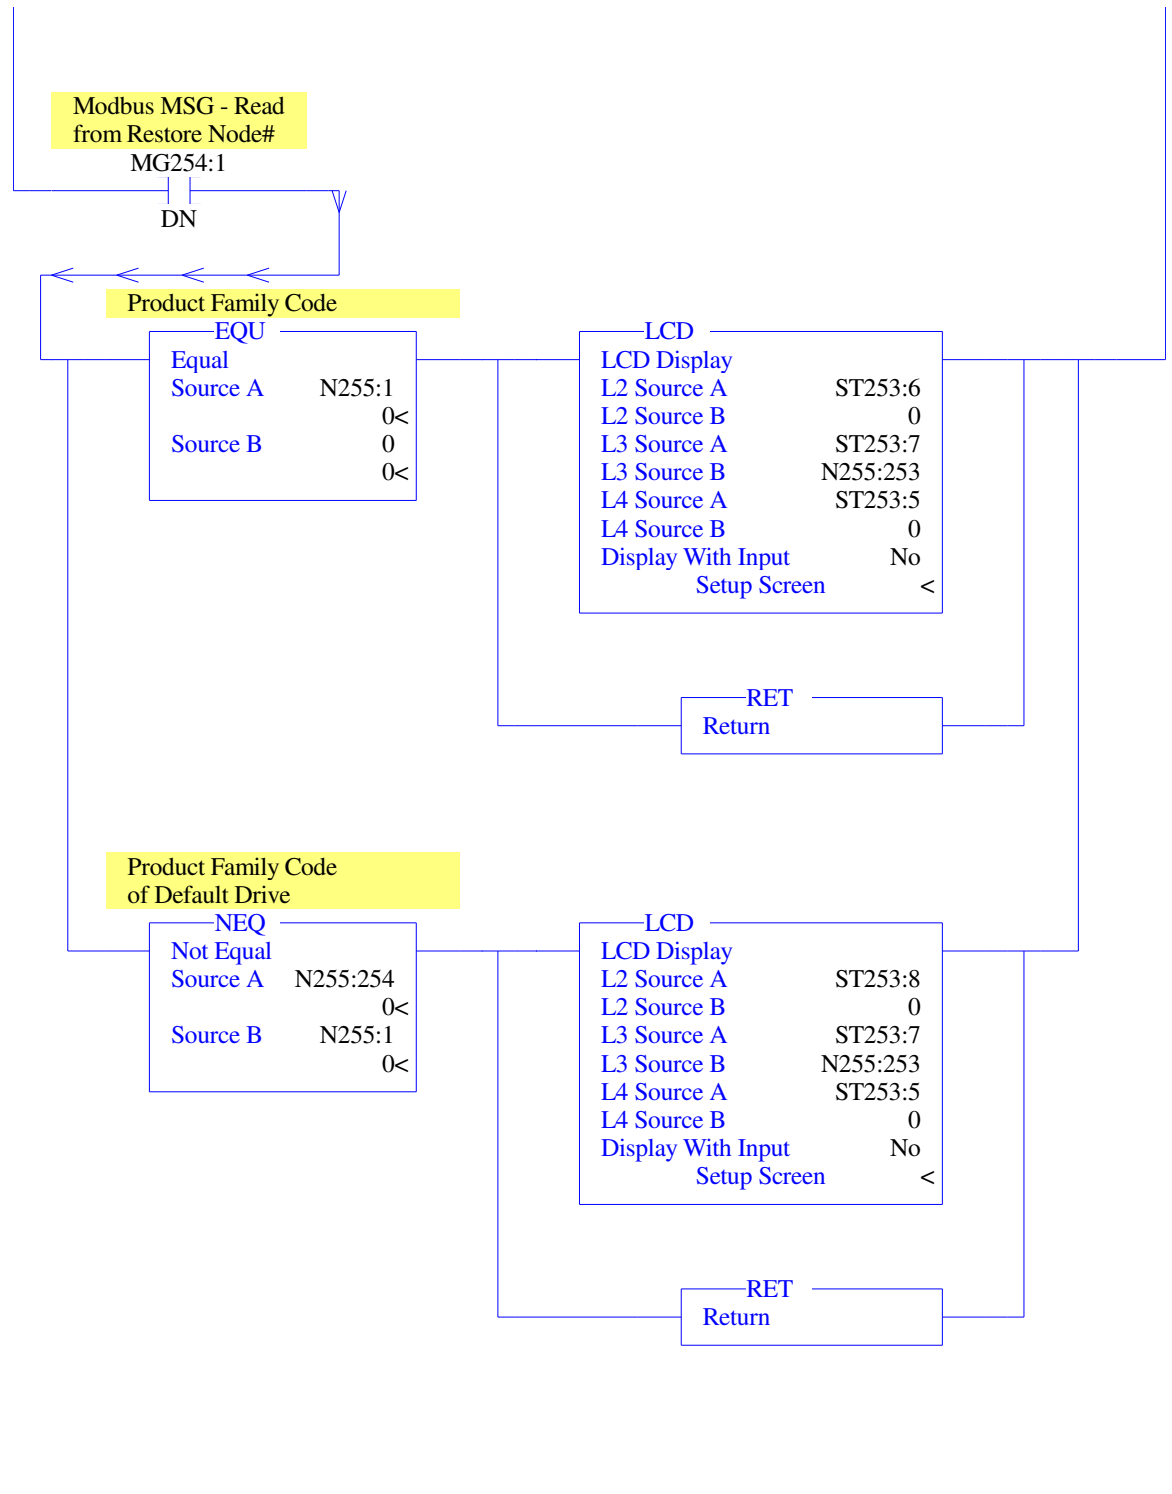 Modbus MSG - Read
from Restore Node#
MG254:1
DN
Product Family Code
EQU
Equal
Source A N255:1
0<
Source B 0
0<
LCD
LCD Display
L2 Source A ST253:6
L2 Source B 0
L3 Source A ST253:7
L3 Source B N255:253
L4 Source A ST253:5
L4 Source B 0
Display With Input No
Setup Screen <
RET
Return
Product Family Code
of Default Drive
NEQ
Not Equal
Source A N255:254
0<
Source B N255:1
0<
LCD
LCD Display
L2 Source A ST253:8
L2 Source B 0
L3 Source A ST253:7
L3 Source B N255:253
L4 Source A ST253:5
L4 Source B 0
Display With Input No
Setup Screen <
RET
Return